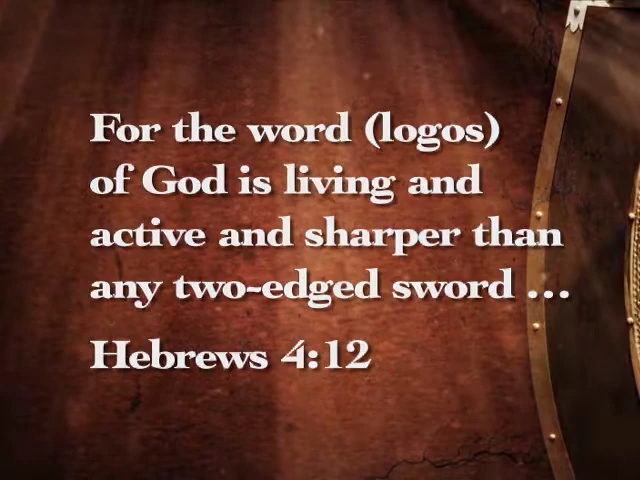 For the word (logos)
of God is living and
active and sharper than
any two-edged sword ...
Hebrews 4:12